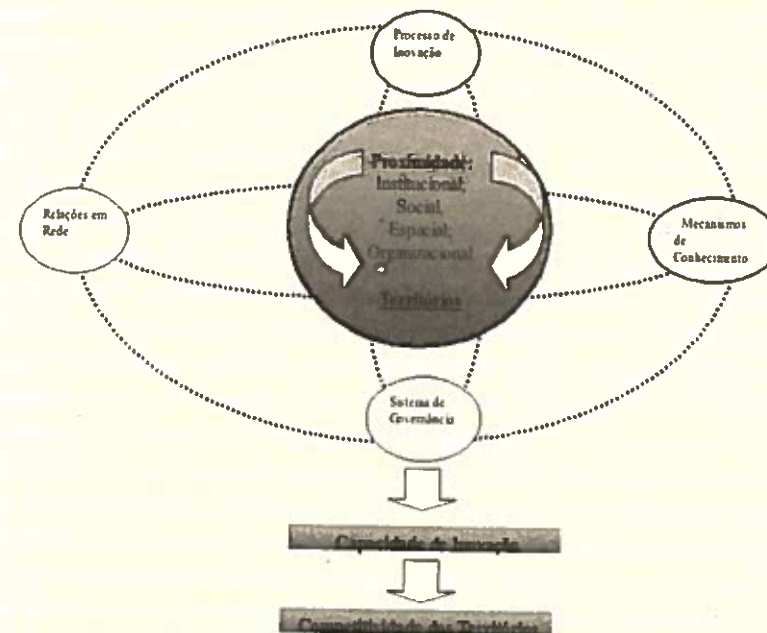 Processo de
Inovação
Proximidade:
Institucional;
Social,
Espacial;
Organizacional
Territórios
Relações em
Rede
Mecanismos
de
Conhecimento
Sistema de
Governância
Capacidade de Inovação
Competitividade dos Territórios